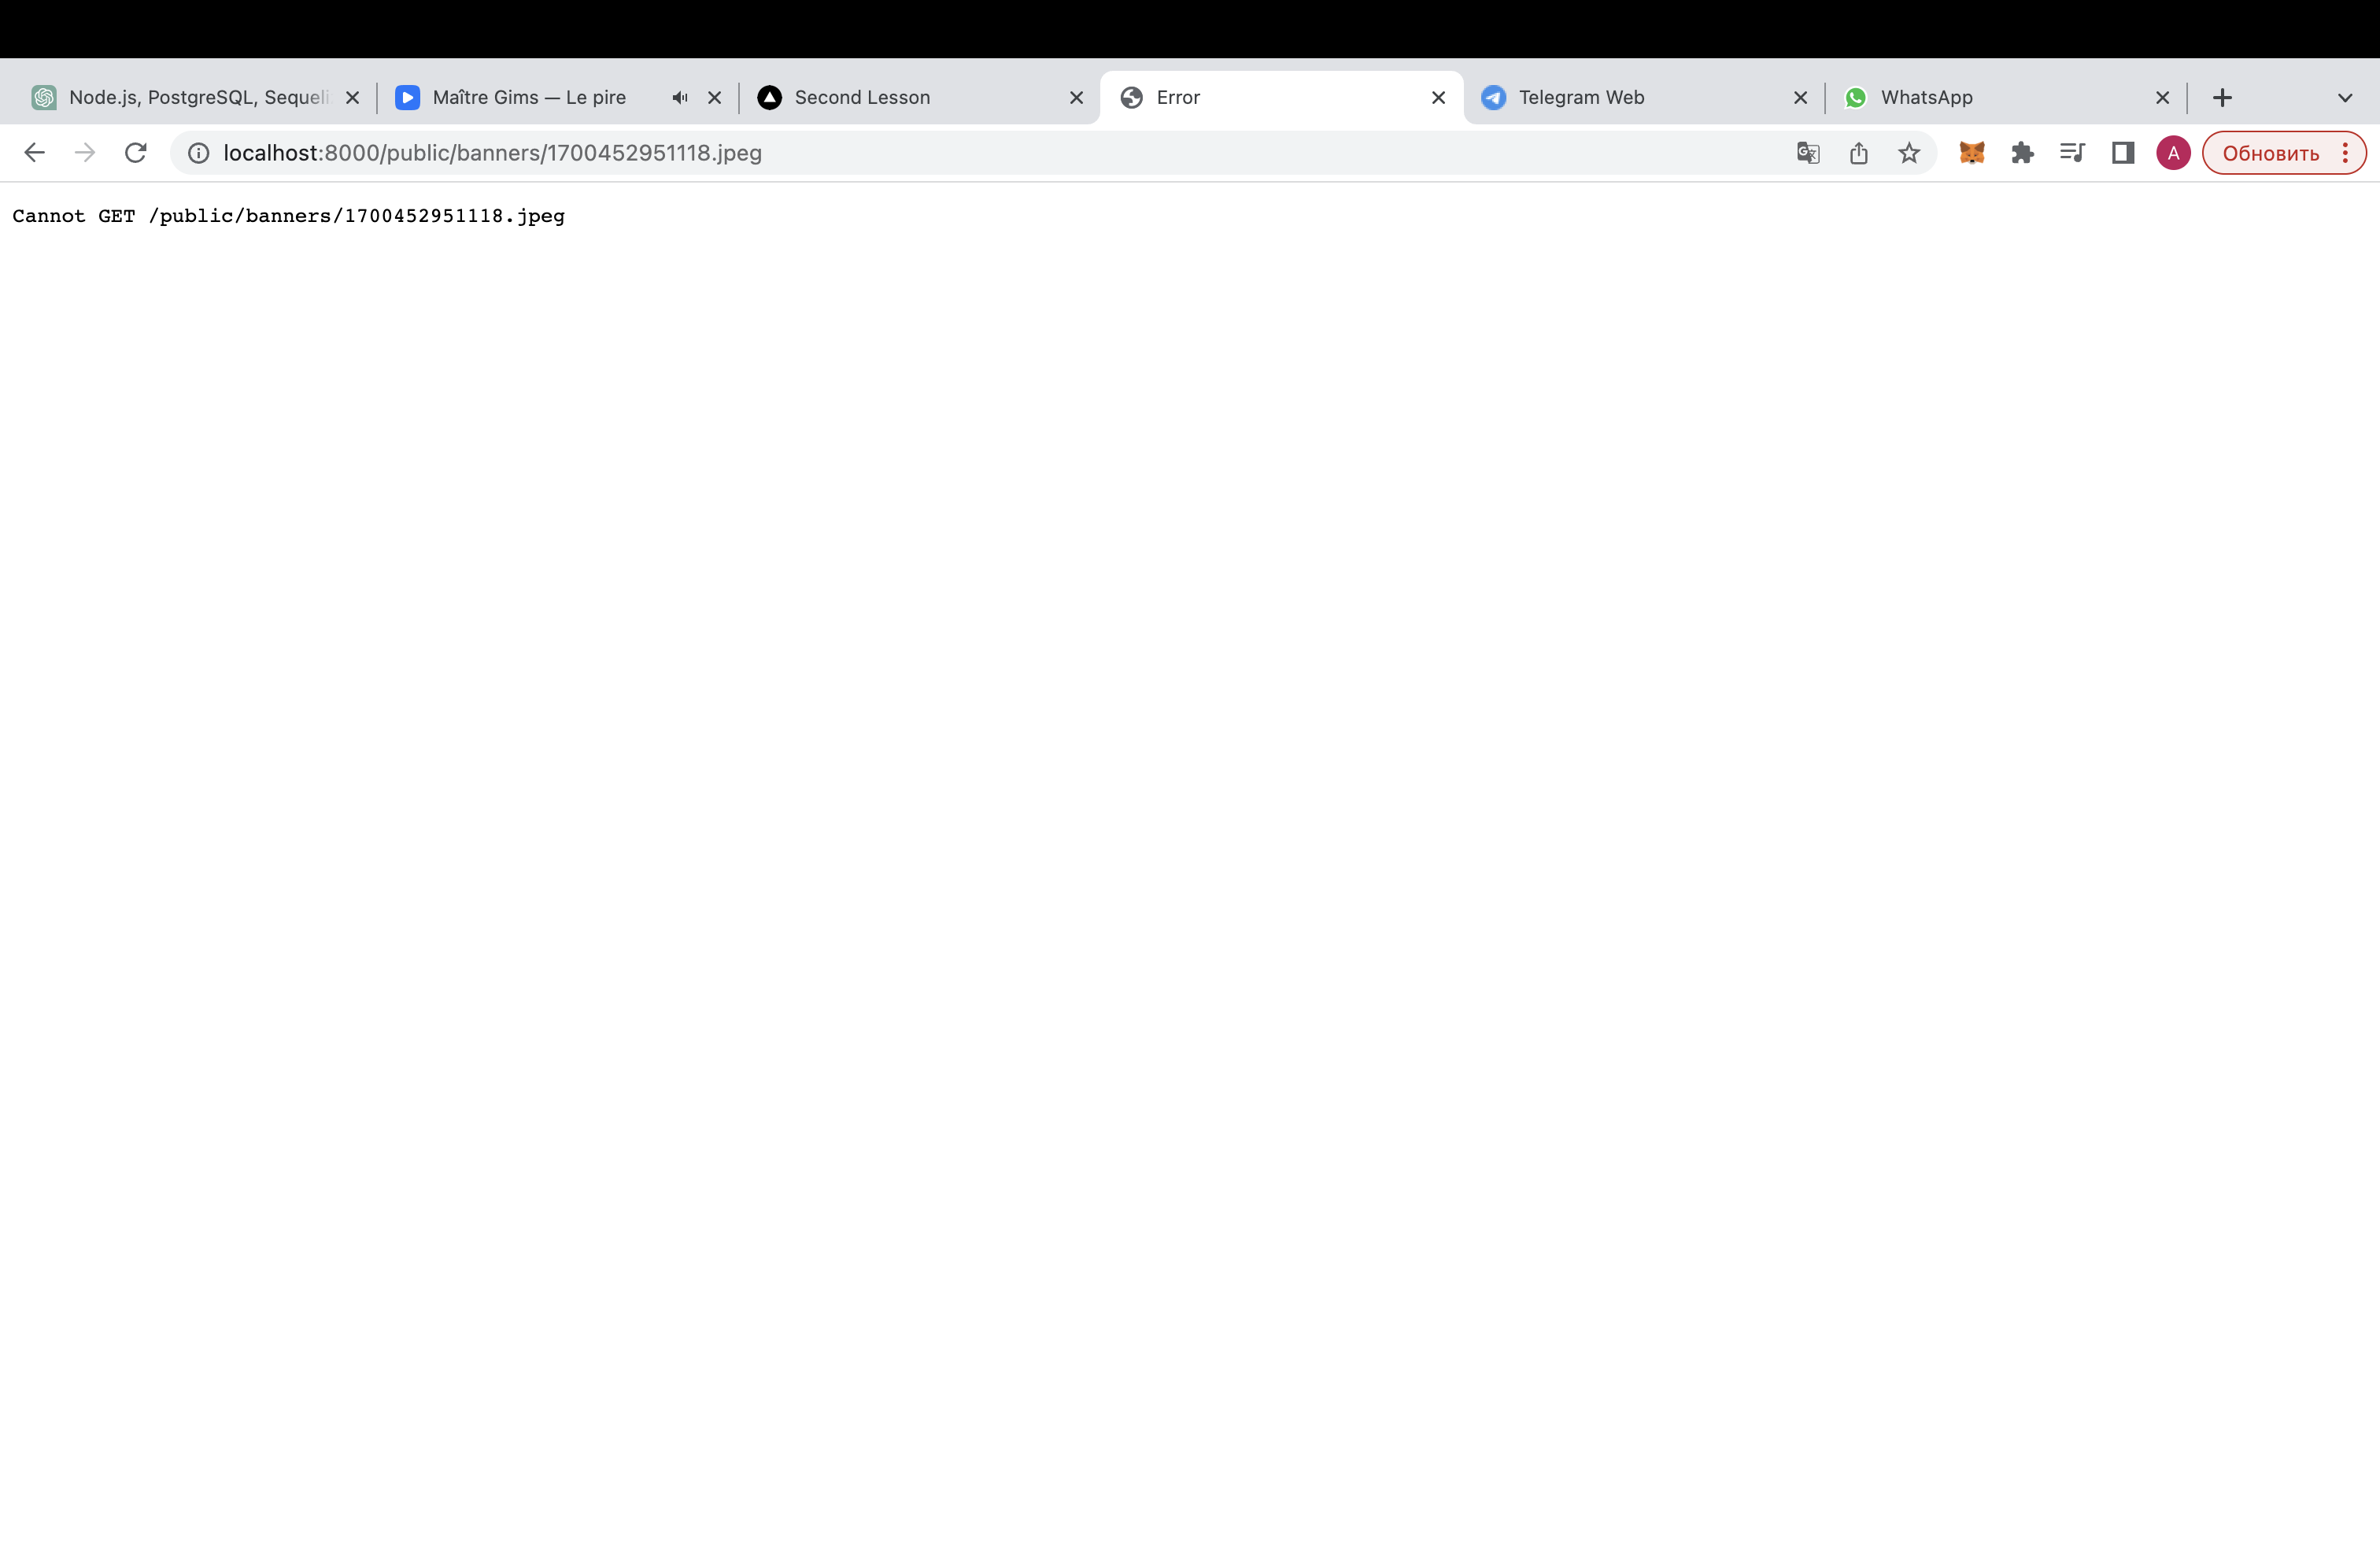 Node.js, PostgreSQL, Sequeli
Maître Gims — Le pire
Second Lesson
Error
Telegram Web
WhatsApp
localhost:8000/public/banners/1700452951118.jpeg
A
Обновить
Cannot GET /public/banners/1700452951118.jpeg